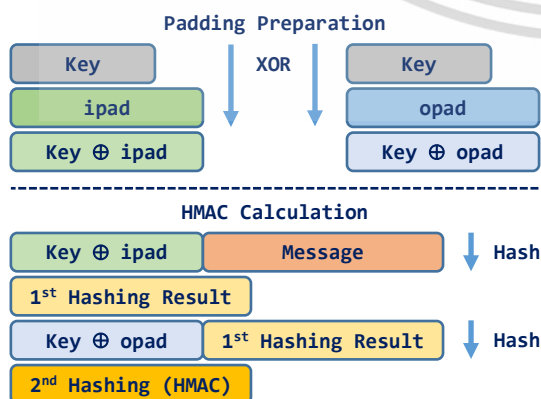 Padding Preparation
Key XOR Key
ipad opad
Key ⊕ ipad Key ⊕ opad
HMAC Calculation
Key ⊕ ipad Message Hash
1st Hashing Result
Key ⊕ opad 1st Hashing Result Hash
2nd Hashing (HMAC)